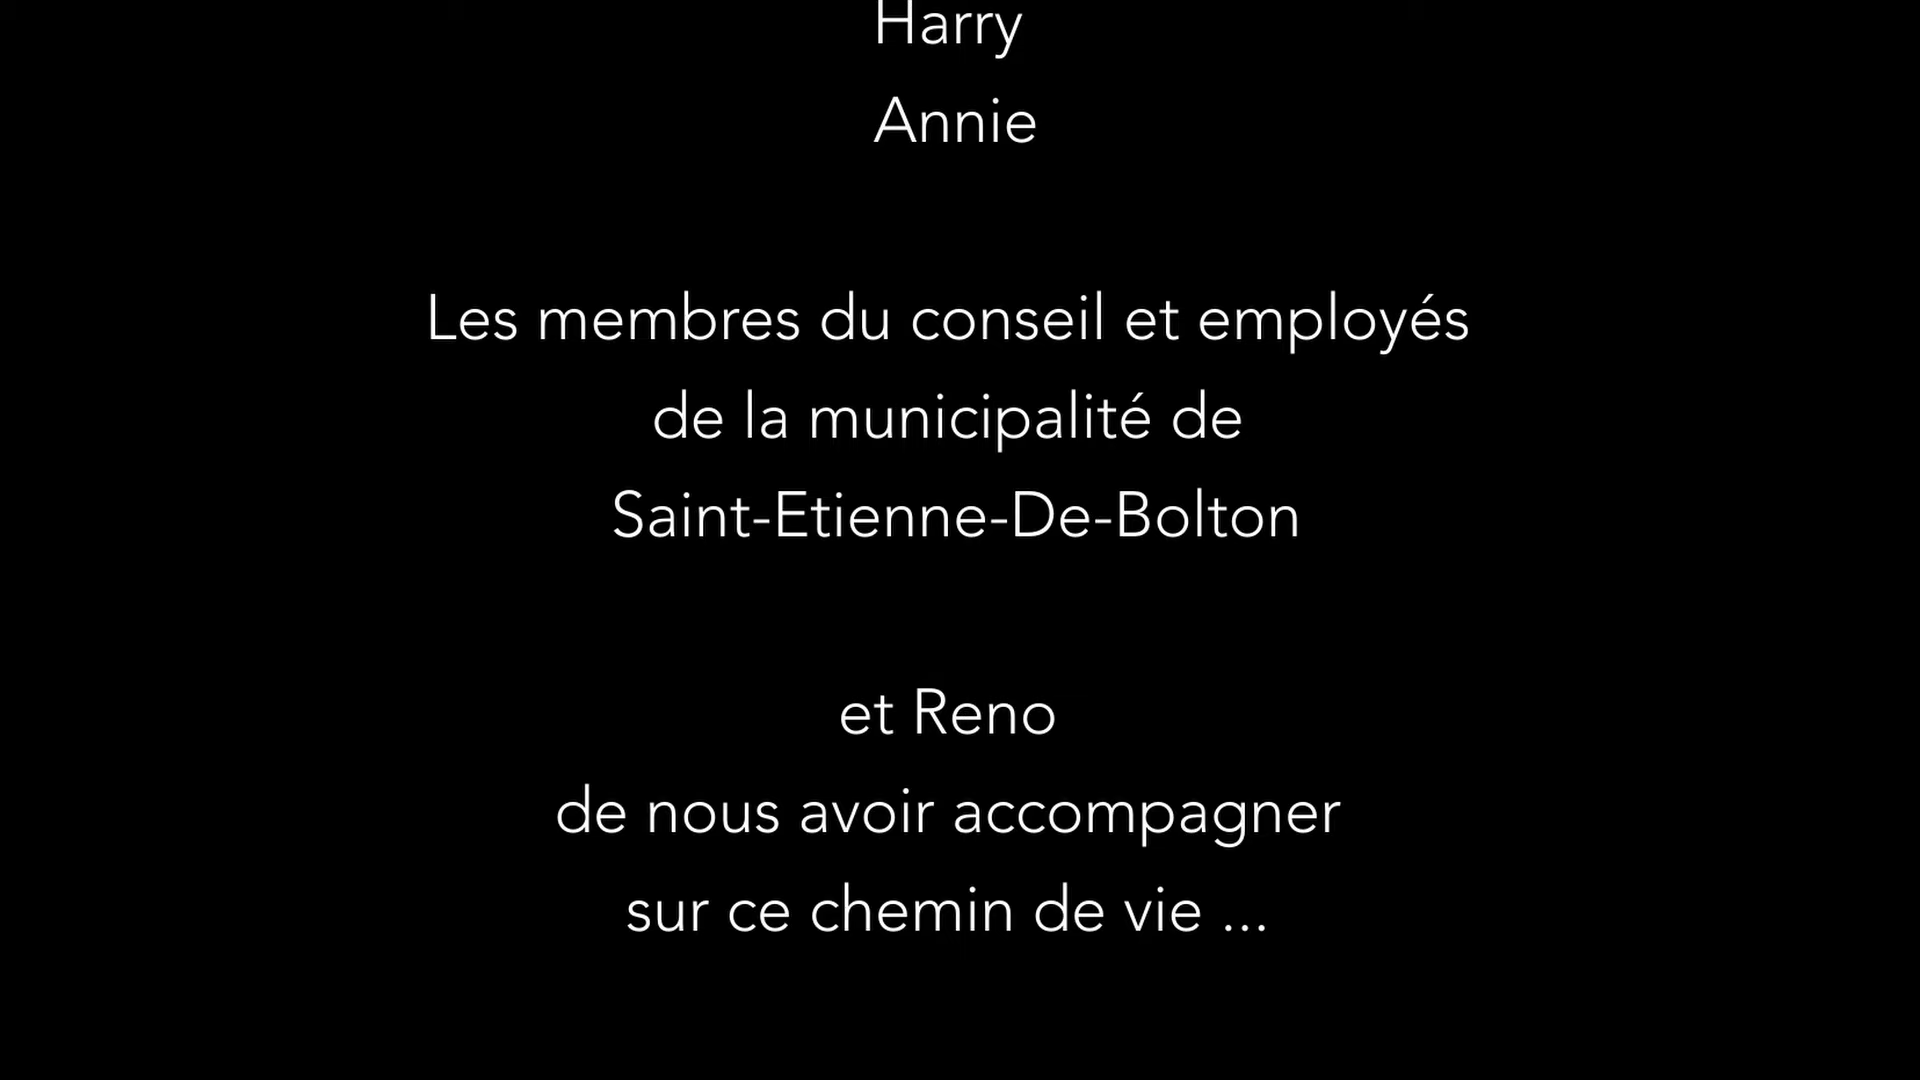 Harry
Annie
Les membres du conseil et employés
de la municipalité de
Saint-Etienne-De-Bolton
et Reno
de nous avoir accompagner
sur ce chemin de vie ...